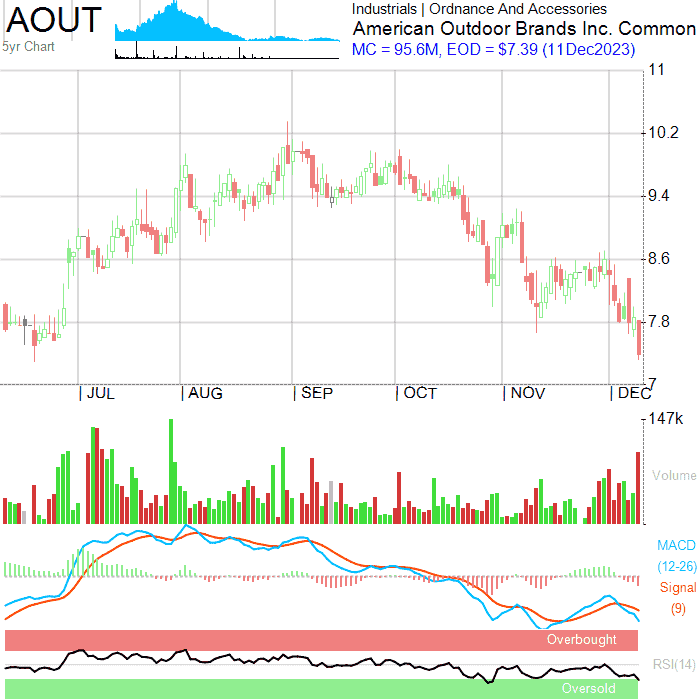 AOUT
5yr Chart
Industrials | Ordnance And Accessories
American Outdoor Brands Inc. Common
MC = 95.6M, EOD = $7.39 (11Dec2023)
11
10.2
9.4
8.6
7.8
7
JUL
AUG
SEP
OCT
NOV
DEC
147k
Volume
MACD
(12-26)
Signal
(9)
Overbought
RSI(14)
Oversold